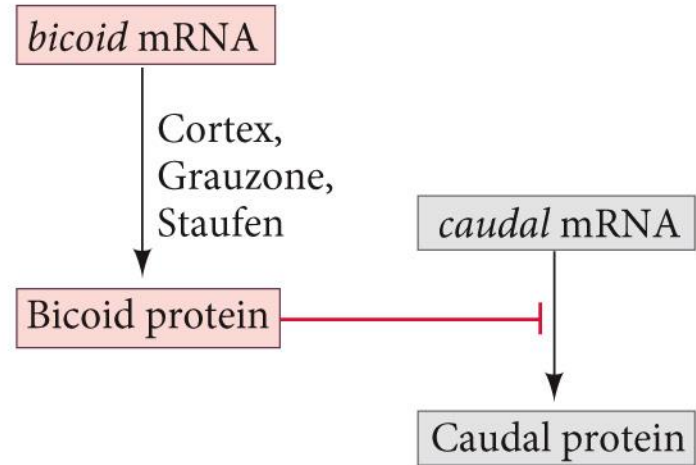 bicoid mRNA
Cortex,
Grauzone,
Staufen
caudal mRNA
Bicoid protein
Caudal protein